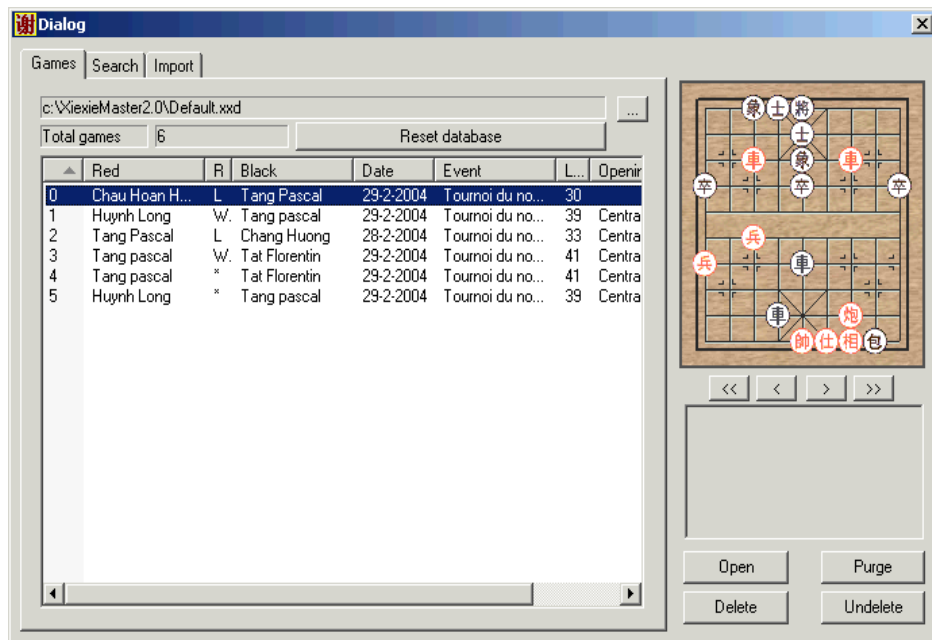 谢 Dialog
Games Search Import
c:\XiexieMaster2.0\Default.xxd ...
Total games 6 Reset database
Red R Black Date Event L... Openin
0 Chau Hoan H... L Tang Pascal 29-2-2004 Tournoi du no... 30
1 Huynh Long W. Tang pascal 29-2-2004 Tournoi du no... 39 Centra
2 Tang Pascal L Chang Huong 28-2-2004 Tournoi du no... 33 Centra
3 Tang pascal W. Tat Florentin 29-2-2004 Tournoi du no... 41 Centra
4 Tang pascal * Tat Florentin 29-2-2004 Tournoi du no... 41 Centra
5 Huynh Long * Tang pascal 29-2-2004 Tournoi du no... 39 Centra
象 士 將
士
車 象 車
卒 卒 卒
兵
兵 車
車 炮
帥 仕 相 包
<< < > >>
Open Purge
Delete Undelete